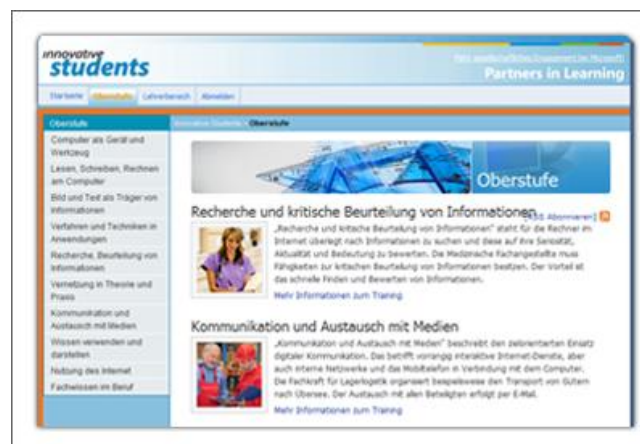 innovative
students
Mehr gesellschaftliches Engagement bei Microsoft
Partners in Learning
Startseite Oberstufe Lehrerbereich Abmelden
Oberstufe
Innovative Students Oberstufe
Computer als Gerät und
Werkzeug
Lesen, Schreiben, Rechnen
am Computer
Bild und Text als Träger von
Informationen
Verfahren und Techniken in
Anwendungen
Recherche, Beurteilung von
Informationen
Vernetzung in Theorie und
Praxis
Kommunikation und
Austausch mit Medien
Wissen verwenden und
darstellen
Nutzung des Internet
Fachwissen im Beruf
Oberstufe
Recherche und kritische Beurteilung von Informationen
Abonnieren]
„Recherche und kritische Beurteilung von Informationen" steht für die Rechner im
Internet überlegt nach Informationen zu suchen und diese auf ihre Seriosität,
Aktualität und Bedeutung zu bewerten. Die Medizinische Fachangestellte muss
Fähigkeiten zur kritischen Beurteilung von Informationen besitzen. Der Vorteil ist
das schnelle Finden und Bewerten von Informationen.
Mehr Informationen zum Training
Kommunikation und Austausch mit Medien
„Kommunikation und Austausch mit Medien" beschreibt den zielorientierten Einsatz
digitaler Kommunikation. Das betrifft vorrangig interaktive Internet-Dienste, aber
auch interne Netzwerke und das Mobiltelefon in Verbindung mit dem Computer.
Die Fachkraft für Lagerlogistik organisiert beispielsweise den Transport von Gütern
nach Übersee. Der Austausch mit allen Beteiligten erfolgt per E-Mail.
Mehr Informationen zum Training